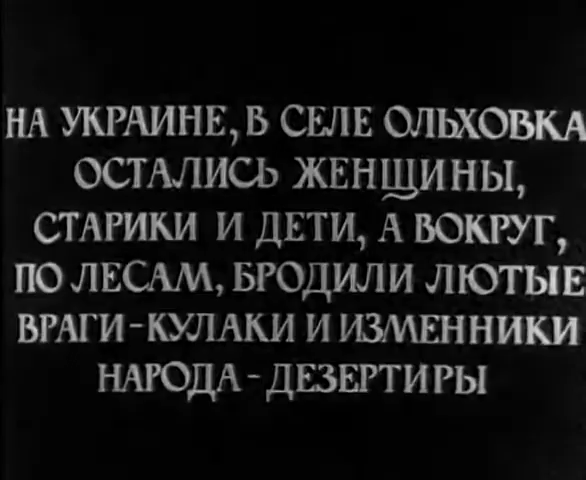 НА УКРАИНЕ, В СЕЛЕ ОЛЬХОВКА
ОСТАЛИСЬ ЖЕНЩИНЫ,
СТАРИКИ И ДЕТИ, А ВОКРУГ,
ПО ЛЕСАМ, БРОДИЛИ ЛЮТЫЕ
ВРАГИ - КУЛАКИ И ИЗМЕННИКИ
НАРОДА - ДЕЗЕРТИРЫ